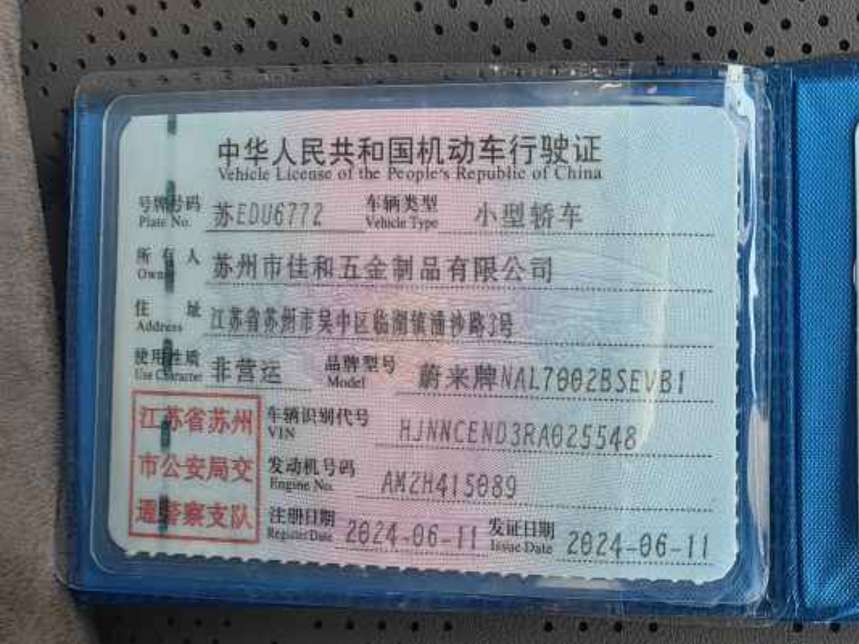 中华人民共和国机动车行驶证
Vehicle License of the People's Republic of China
号牌号码 苏EDU6772 车辆类型 小型轿车
Plate No. Vehicle Type
所有人 苏州市佳和五金制品有限公司
Owner
住址 江苏省苏州市吴中区临湖镇浦沙路3号
Address
使用性质 非营运 品牌型号 蔚来牌NAL7002BSEVB1
Use Character Model
江苏省苏州 车辆识别代号 HJNNCEND3RA025548
VIN
市公安局交 发动机号码 AM2H415089
Engine No.
通警察支队 注册日期 2024-06-11 发证日期 2024-06-11
Register Date Issue Date